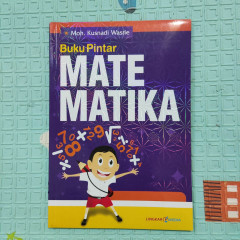 Moh. Kusnadi Wasrie
Buku Pintar
MATE
MATIKA